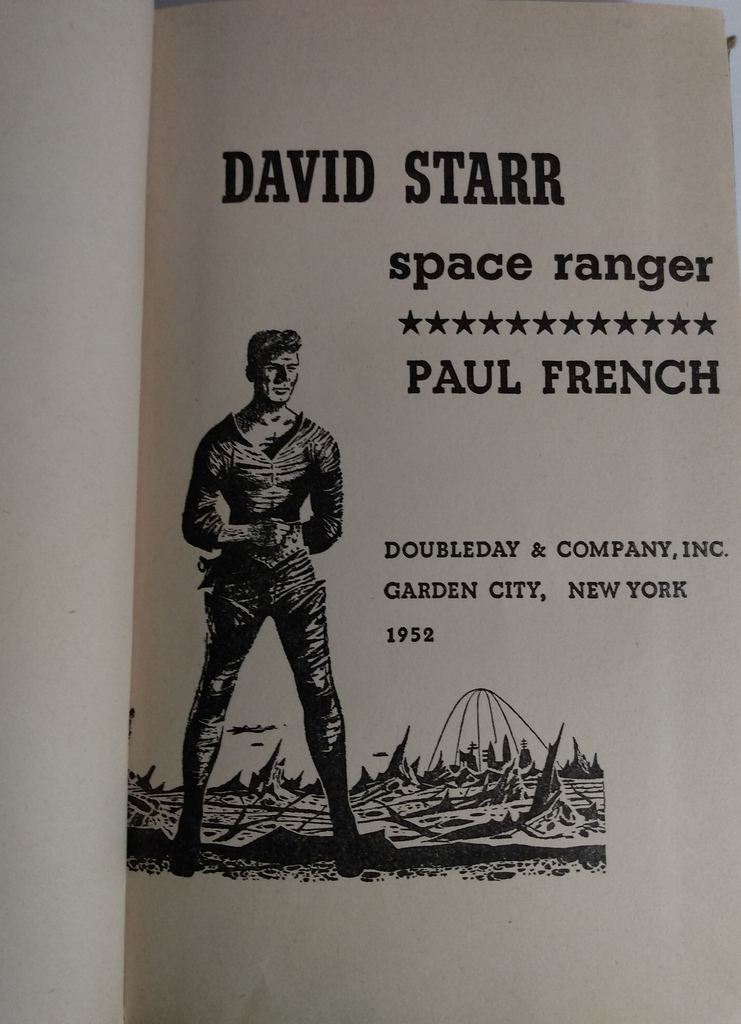 DAVID STARR
space ranger
★★★★★★★★★★★★
PAUL FRENCH
DOUBLEDAY & COMPANY, INC.
GARDEN CITY, NEW YORK
1952